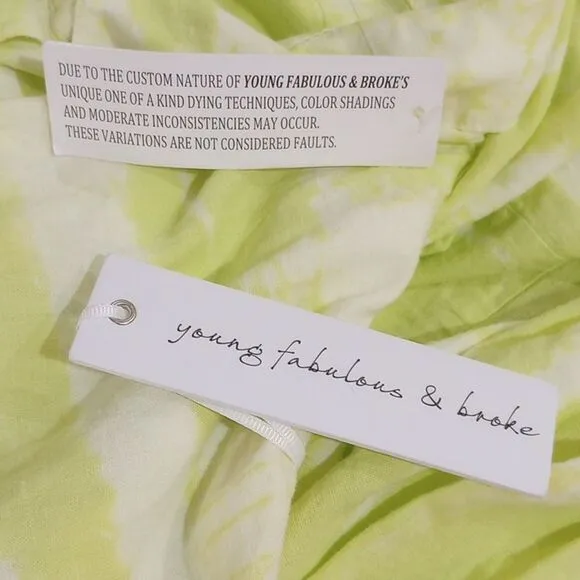 DUE TO THE CUSTOM NATURE OF YOUNG FABULOUS & BROKE'S
UNIQUE ONE OF A KIND DYING TECHNIQUES, COLOR SHADINGS
AND MODERATE INCONSISTENCIES MAY OCCUR.
THESE VARIATIONS ARE NOT CONSIDERED FAULTS.
young fabulous & broke